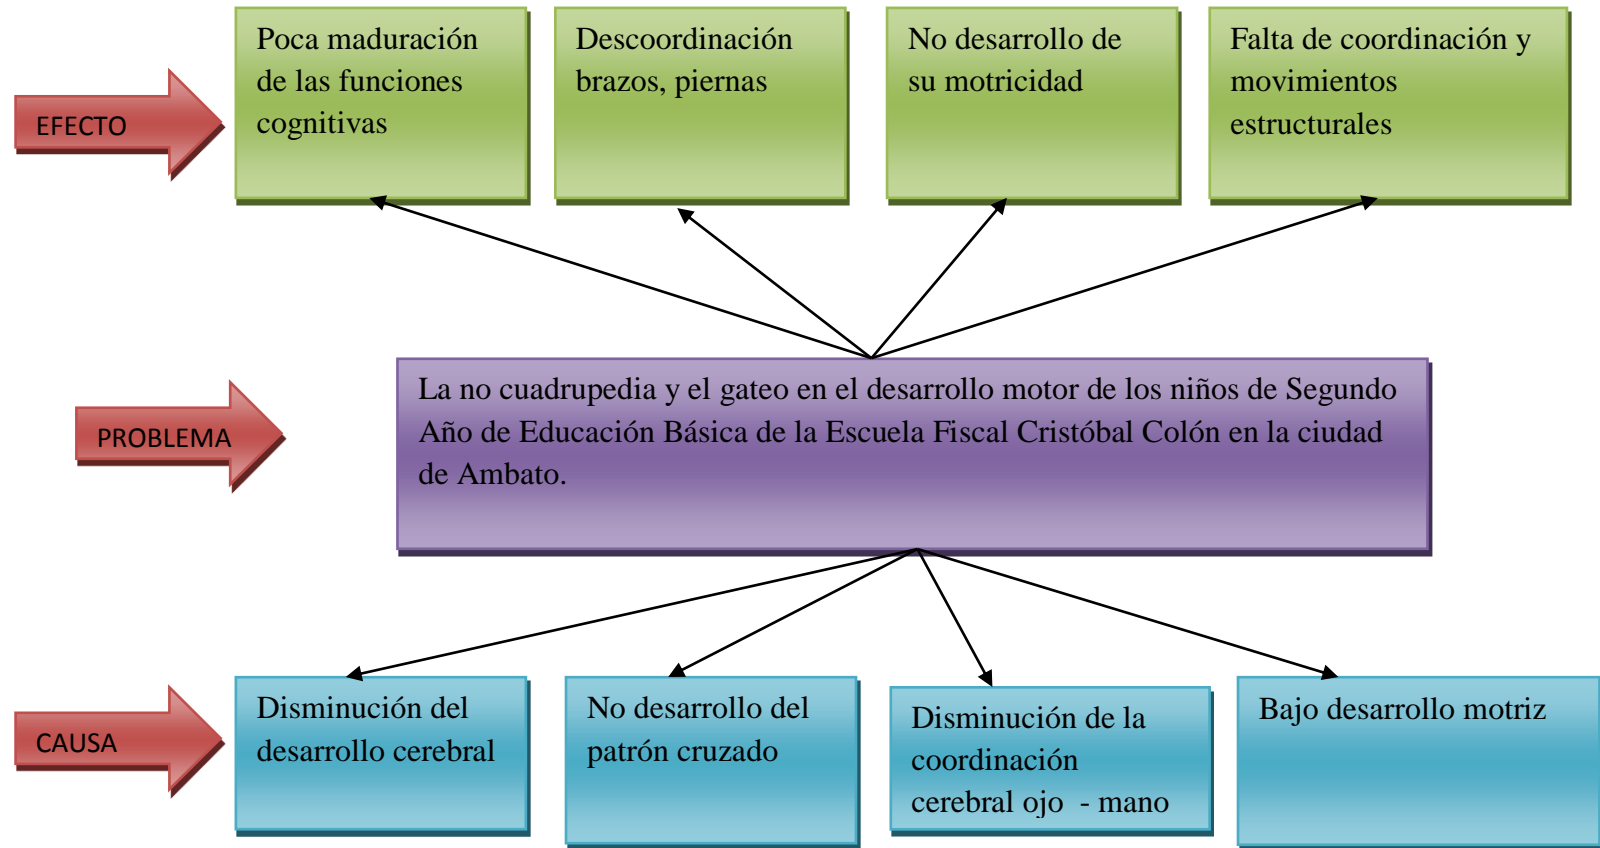 Poca maduración
de las funciones
cognitivas
Descoordinación
brazos, piernas
No desarrollo de
su motricidad
Falta de coordinación y
movimientos
estructurales
EFECTO
La no cuadrupedia y el gateo en el desarrollo motor de los niños de Segundo
Año de Educación Básica de la Escuela Fiscal Cristóbal Colón en la ciudad
de Ambato.
PROBLEMA
Disminución del
desarrollo cerebral
No desarrollo del
patrón cruzado
Disminución de la
coordinación
cerebral ojo - mano
Bajo desarrollo motriz
CAUSA